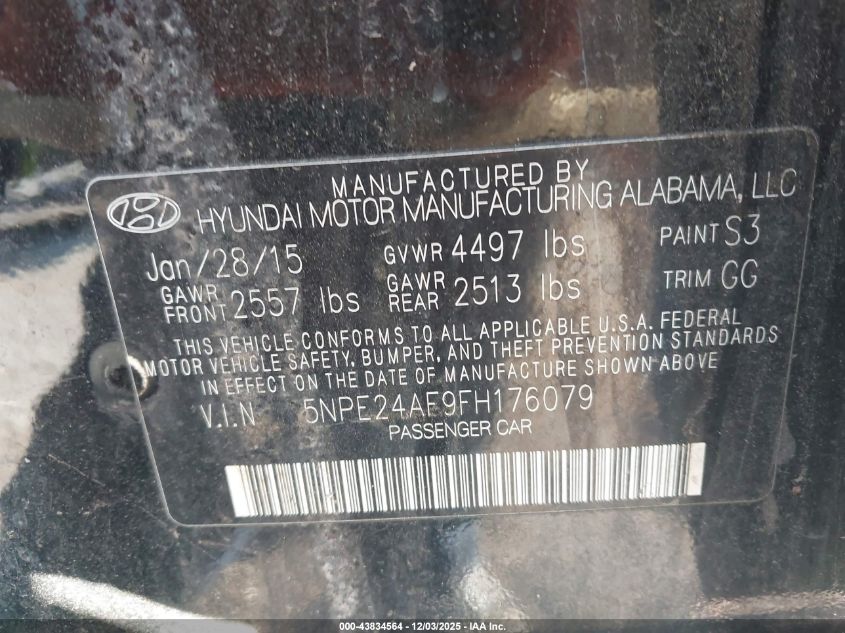 MANUFACTURED BY
HYUNDAI MOTOR MANUFACTURING ALABAMA, LLC
Jan/28/15 GVWR 4497 lbs PAINT S3
GAWR FRONT 2557 lbs GAWR REAR 2513 lbs TRIM GG
THIS VEHICLE CONFORMS TO ALL APPLICABLE U.S.A. FEDERAL
MOTOR VEHICLE SAFETY, BUMPER, AND THEFT PREVENTION STANDARDS
IN EFFECT ON THE DATE OF MANUFACTURE SHOWN ABOVE
V.I.N 5NPE24AF9FH176079
PASSENGER CAR
000-43834564 - 12/03/2025 - IAA Inc.